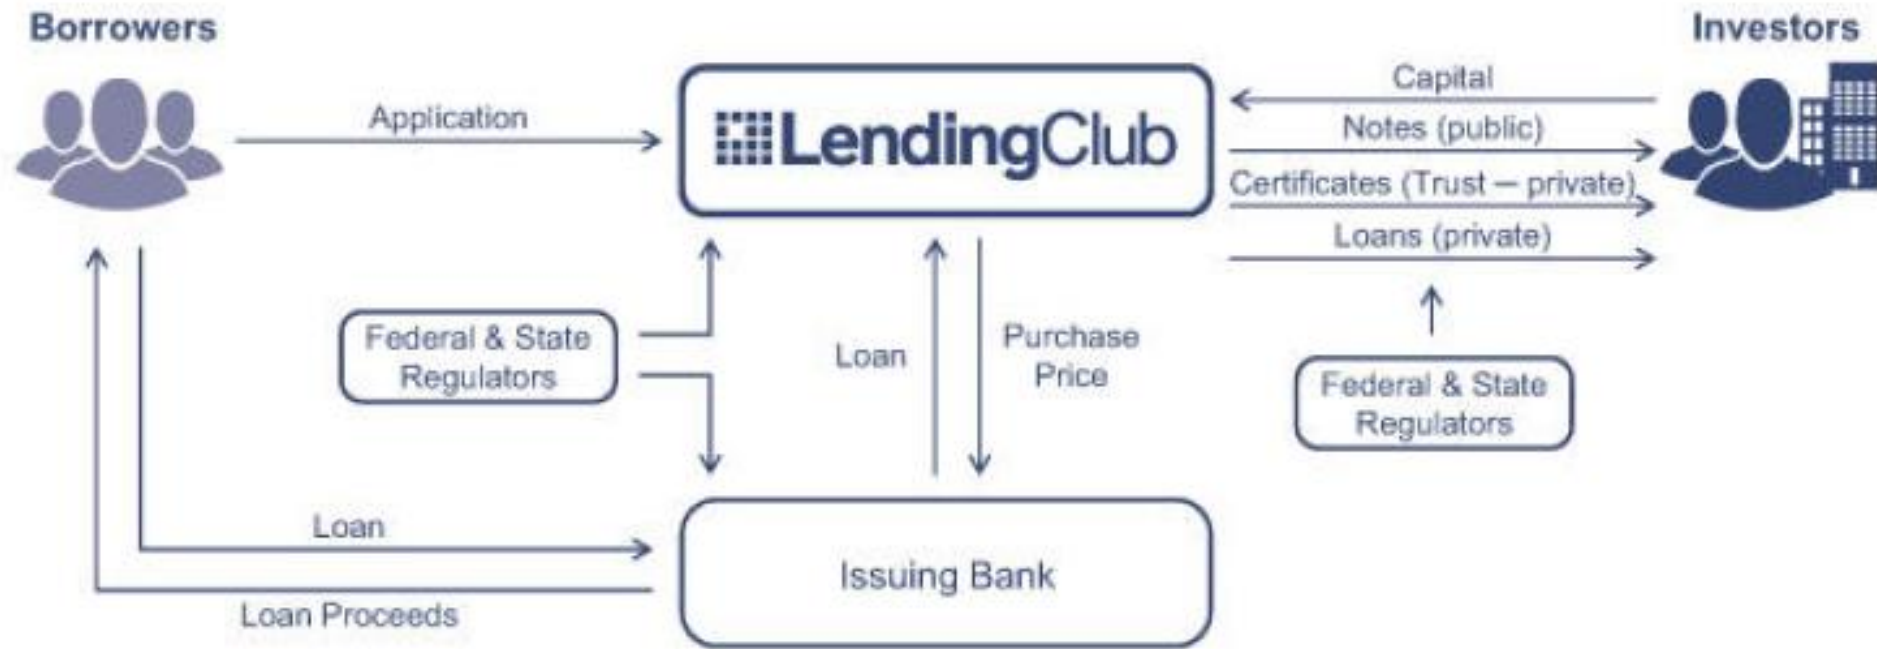 Borrowers
Investors
Application
LendingClub
Capital
Notes (public)
Certificates (Trust — private)
Loans (private)
Federal & State
Regulators
Loan
Purchase
Price
Federal & State
Regulators
Loan
Loan Proceeds
Issuing Bank